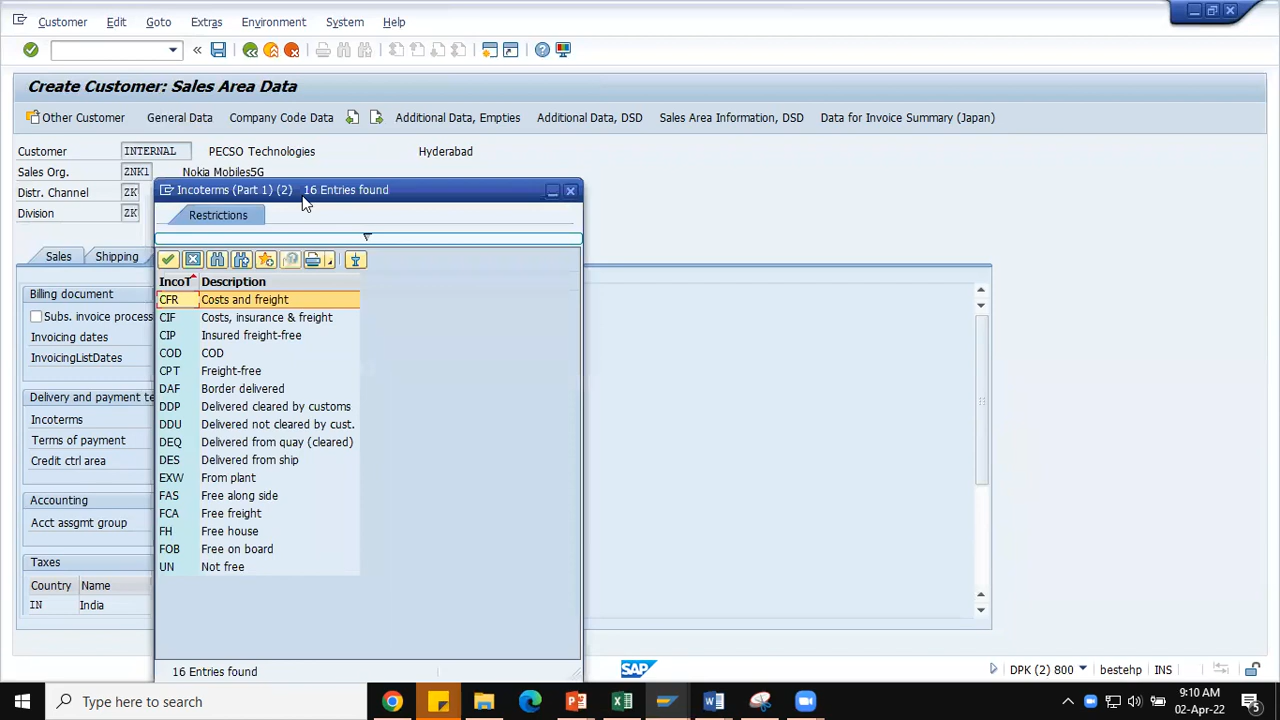 Customer Edit Goto Extras Environment System Help
Create Customer: Sales Area Data
Other Customer General Data Company Code Data Additional Data, Empties Additional Data, DSD Sales Area Information, DSD Data for Invoice Summary (Japan)
Customer INTERNAL PECSO Technologies Hyderabad
Sales Org. ZNK1 Nokia Mobiles5G
Distr. Channel ZK
Division ZK
Incoterms (Part 1) (2) 16 Entries found
Restrictions
Sales Shipping
Billing document
Subs. invoice process
Invoicing dates
InvoicingListDates
Delivery and payment te
Incoterms
Terms of payment
Credit ctrl area
Accounting
Acct assgmt group
Taxes
Country Name
IN India
IncoT Description
CFR Costs and freight
CIF Costs, insurance & freight
CIP Insured freight-free
COD COD
CPT Freight-free
DAF Border delivered
DDP Delivered cleared by customs
DDU Delivered not cleared by cust.
DEQ Delivered from quay (cleared)
DES Delivered from ship
EXW From plant
FAS Free along side
FCA Free freight
FH Free house
FOB Free on board
UN Not free
16 Entries found
SAP
DPK (2) 800 bestehp INS
Type here to search
9:10 AM
02-Apr-22
5